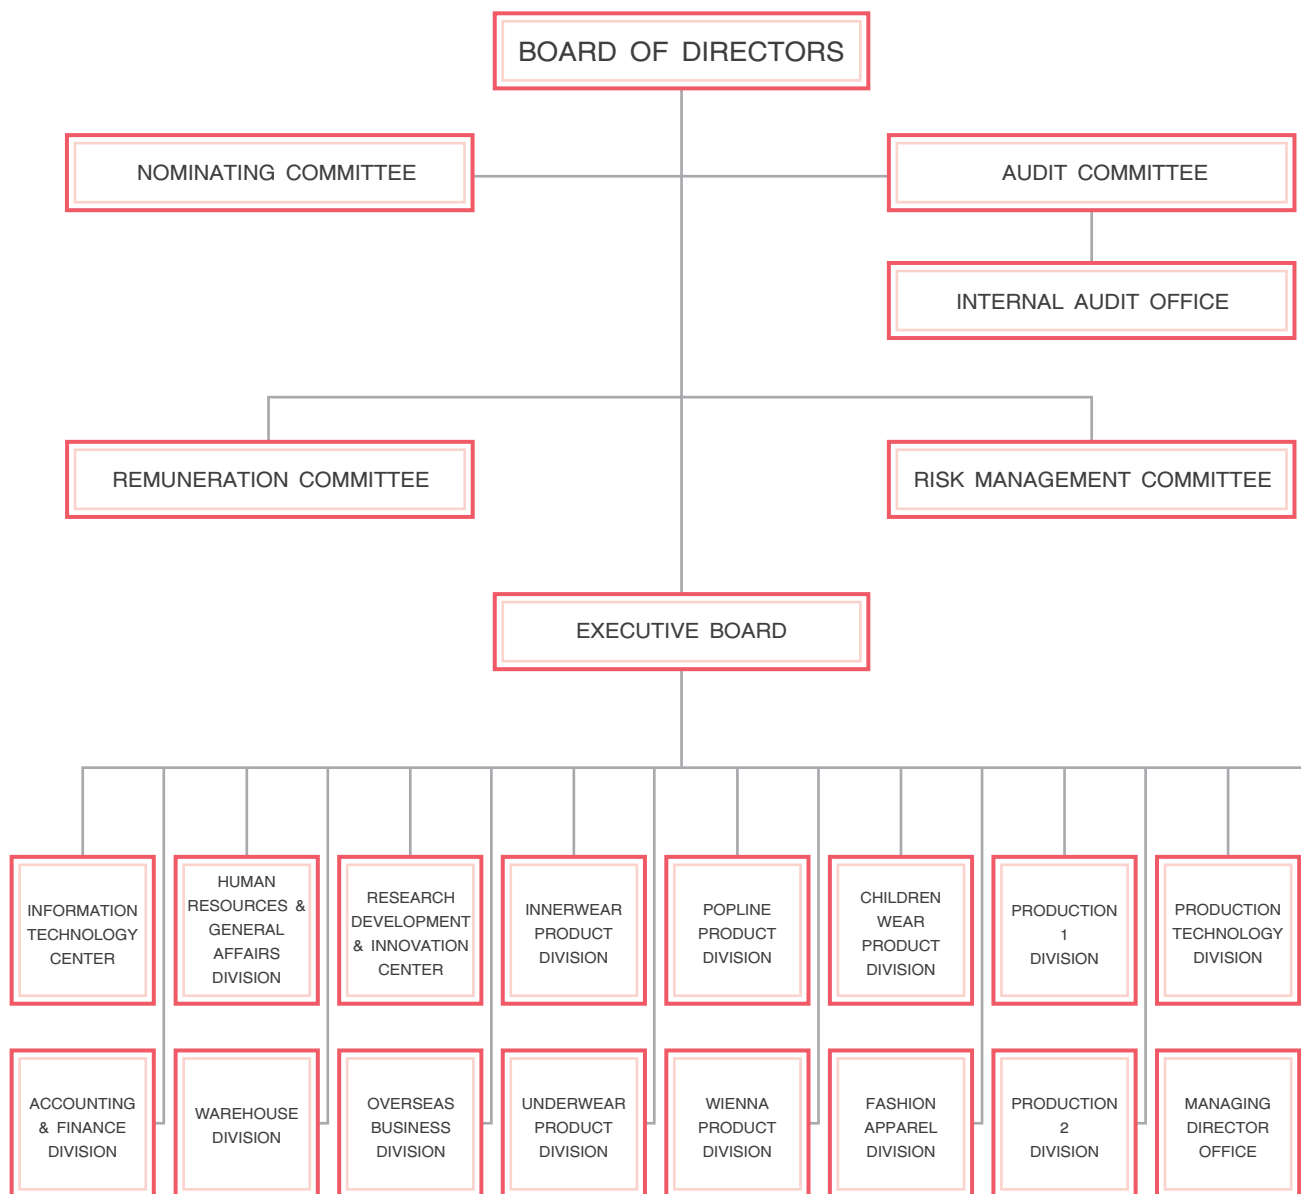 BOARD OF DIRECTORS
NOMINATING COMMITTEE
AUDIT COMMITTEE
INTERNAL AUDIT OFFICE
REMUNERATION COMMITTEE
RISK MANAGEMENT COMMITTEE
EXECUTIVE BOARD
INFORMATION
TECHNOLOGY
CENTER
HUMAN
RESOURCES &
GENERAL
AFFAIRS
DIVISION
RESEARCH
DEVELOPMENT
& INNOVATION
CENTER
INNERWEAR
PRODUCT
DIVISION
POPLINE
PRODUCT
DIVISION
CHILDREN
WEAR
PRODUCT
DIVISION
PRODUCTION
1
DIVISION
PRODUCTION
TECHNOLOGY
DIVISION
ACCOUNTING
& FINANCE
DIVISION
WAREHOUSE
DIVISION
OVERSEAS
BUSINESS
DIVISION
UNDERWEAR
PRODUCT
DIVISION
WIENNA
PRODUCT
DIVISION
FASHION
APPAREL
DIVISION
PRODUCTION
2
DIVISION
MANAGING
DIRECTOR
OFFICE